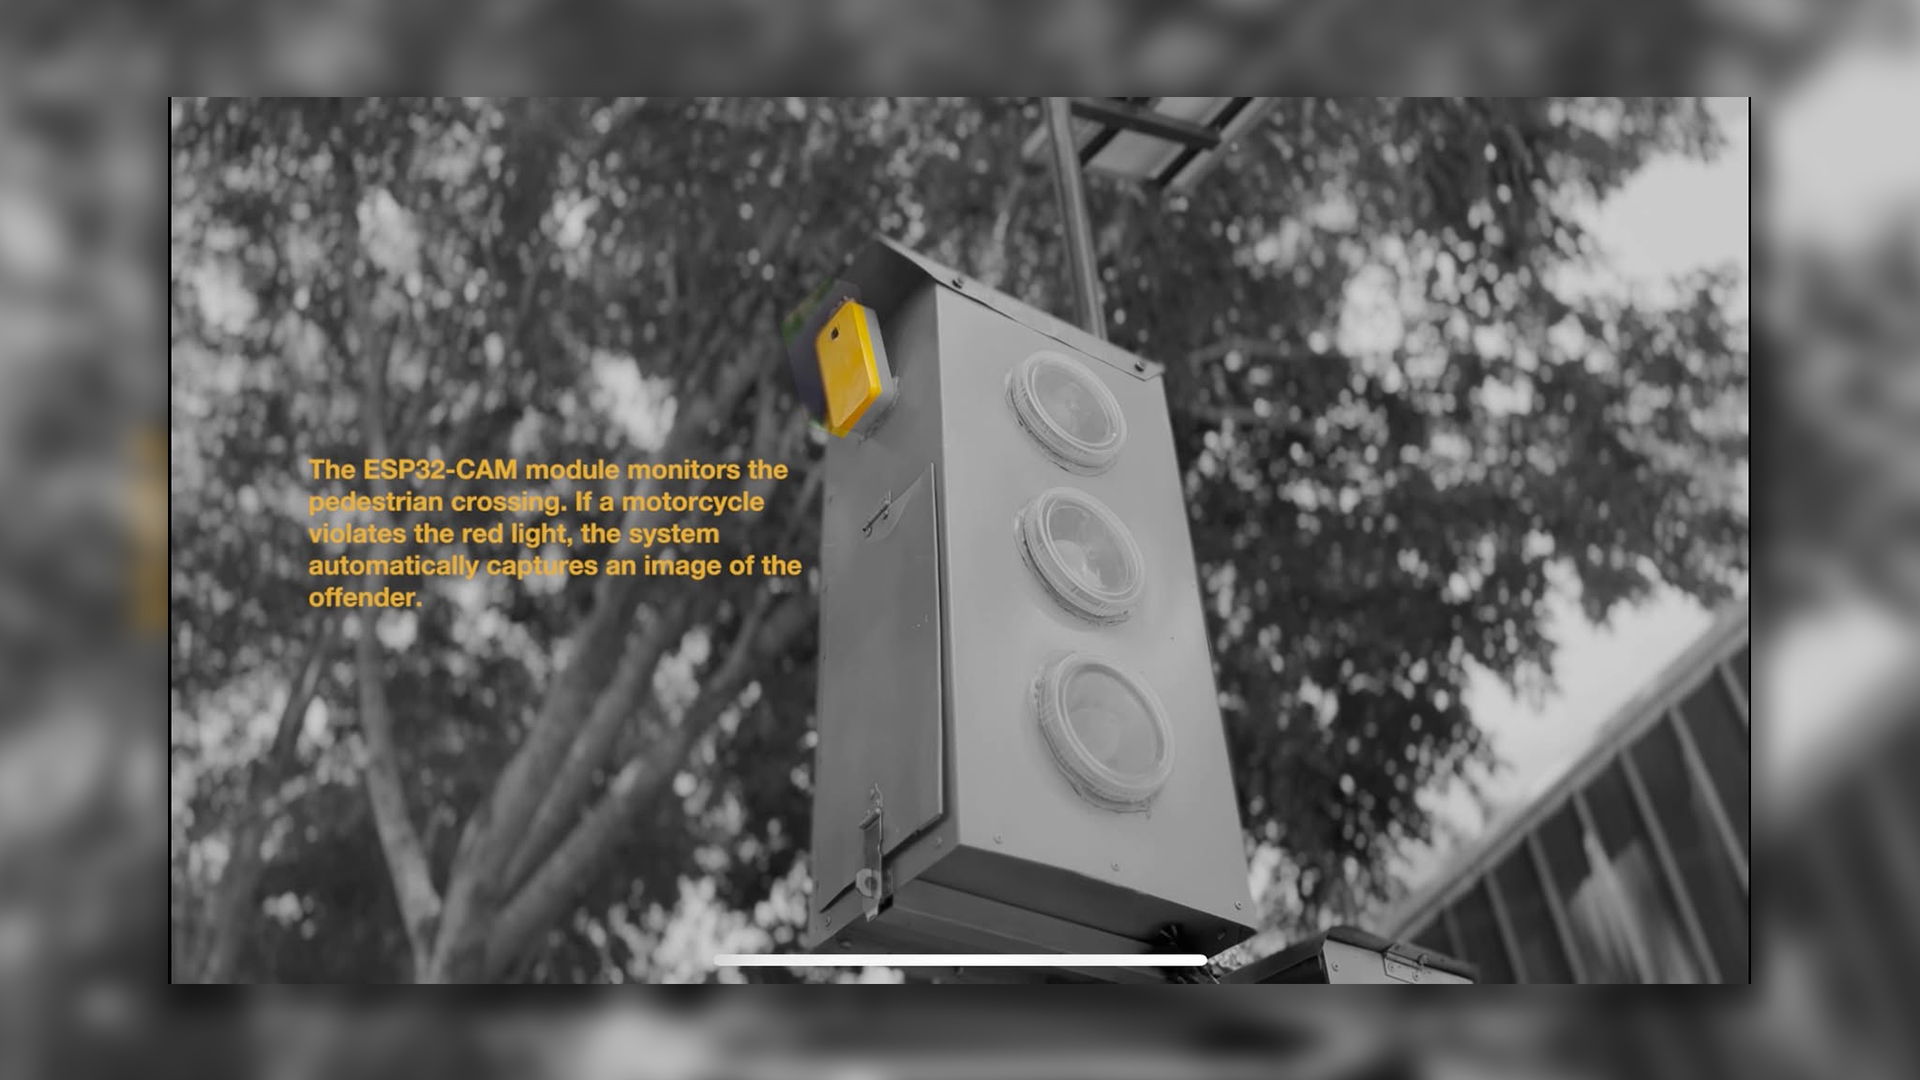 The ESP32-CAM module monitors the
pedestrian crossing. If a motorcycle
violates the red light, the system
automatically captures an image of the
offender.